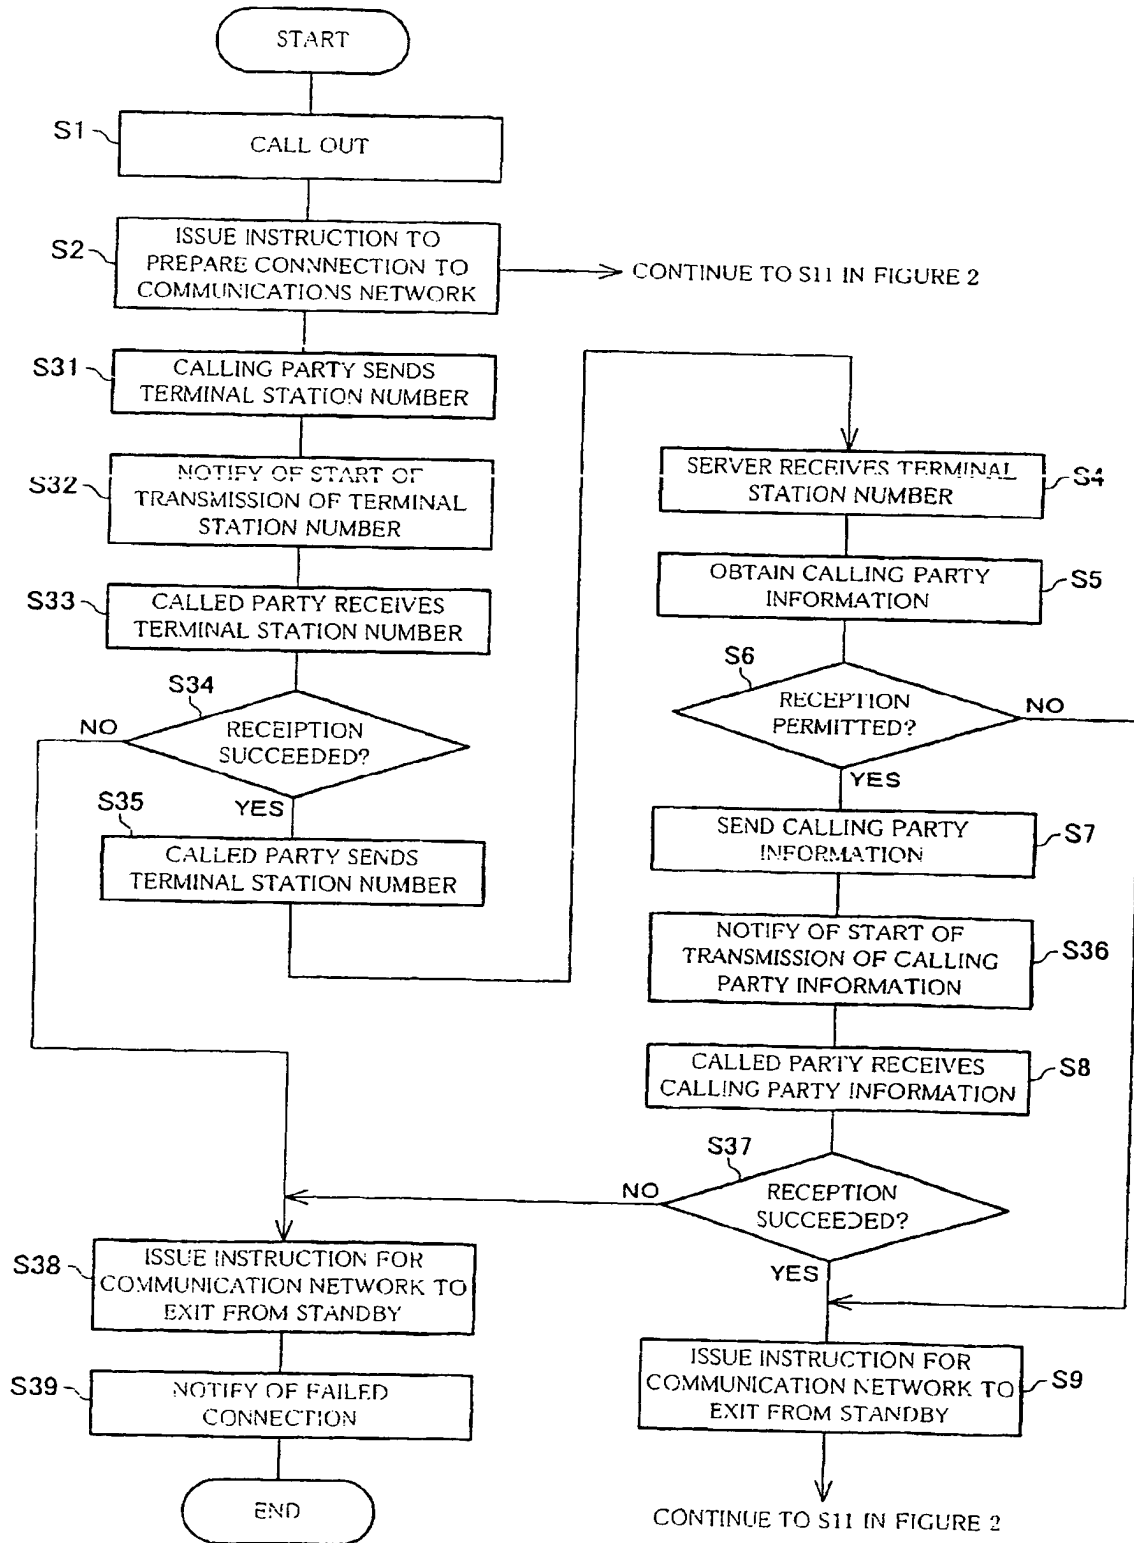 START
S1
CALL OUT
S2
ISSUE INSTRUCTION TO
PREPARE CONNNECTION TO
COMMUNICATIONS NETWORK
CONTINUE TO S11 IN FIGURE 2
S31
CALLING PARTY SENDS
TERMINAL STATION NUMBER
S32
NOTIFY OF START OF
TRANSMISSION OF TERMINAL
STATION NUMBER
S33
CALLED PARTY RECEIVES
TERMINAL STATION NUMBER
S34
NO
RECEIPTION
SUCCEEDED?
YES
S35
CALLED PARTY SENDS
TERMINAL STATION NUMBER
SERVER RECEIVES TERMINAL
STATION NUMBER
S4
OBTAIN CALLING PARTY
INFORMATION
S5
S6
RECEPTION
PERMITTED?
NO
YES
SEND CALLING PARTY
INFORMATION
S7
NOTIFY OF START OF
TRANSMISSION OF CALLING
PARTY INFORMATION
S36
CALLED PARTY RECEIVES
CALLING PARTY INFORMATION
S8
S37
NO
RECEPTION
SUCCEEDED?
YES
S38
ISSUE INSTRUCTION FOR
COMMUNICATION NETWORK TO
EXIT FROM STANDBY
S39
NOTIFY OF FAILED
CONNECTION
END
ISSUE INSTRUCTION FOR
COMMUNICATION NETWORK TO
EXIT FROM STANDBY
S9
CONTINUE TO S11 IN FIGURE 2